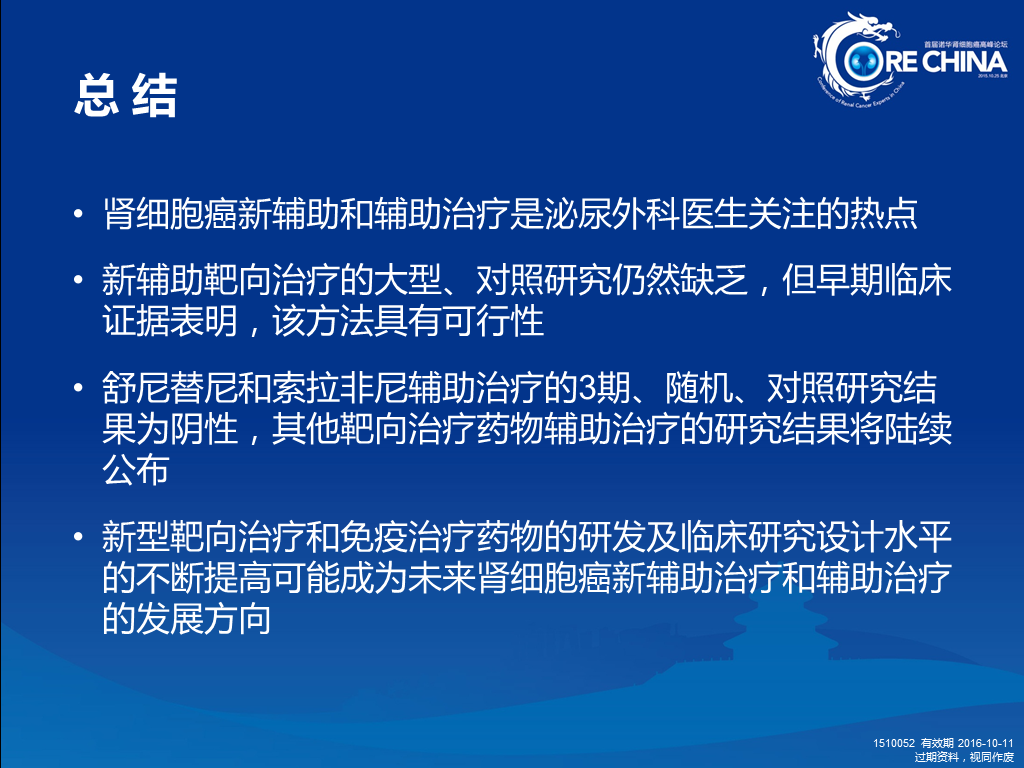 首届诺华肾细胞癌高峰论坛
CORE CHINA
2015.10.25 北京
Conference of Renal Cancer Experts in China
总 结
• 肾细胞癌新辅助和辅助治疗是泌尿外科医生关注的热点
• 新辅助靶向治疗的大型、对照研究仍然缺乏，但早期临床
证据表明，该方法具有可行性
• 舒尼替尼和索拉非尼辅助治疗的3期、随机、对照研究结
果为阴性，其他靶向治疗药物辅助治疗的研究结果将陆续
公布
• 新型靶向治疗和免疫治疗药物的研发及临床研究设计水平
的不断提高可能成为未来肾细胞癌新辅助治疗和辅助治疗
的发展方向
1510052 有效期 2016-10-11
过期资料，视同作废